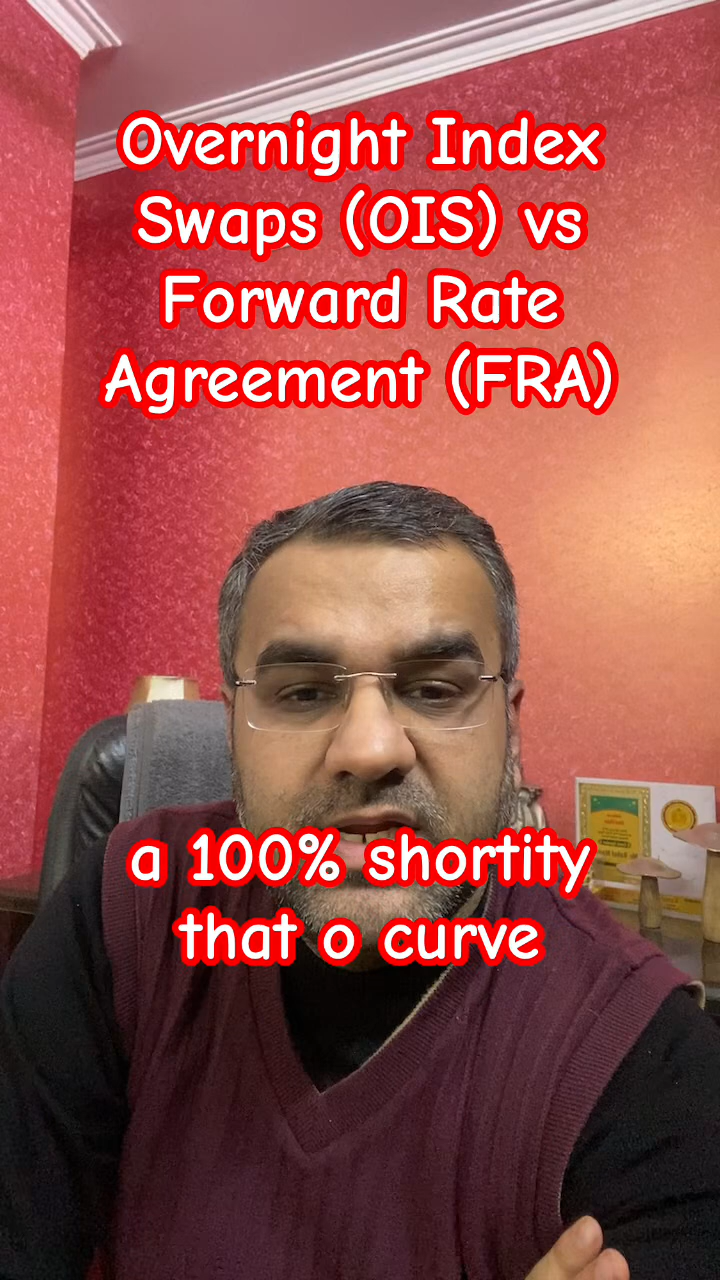 Overnight Index
Swaps (OIS) vs
Forward Rate
Agreement (FRA)
a 100% shortity
that o curve